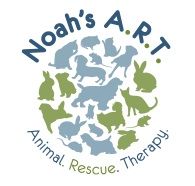 Noah's A.R.T.
Animal. Rescue. Therapy.